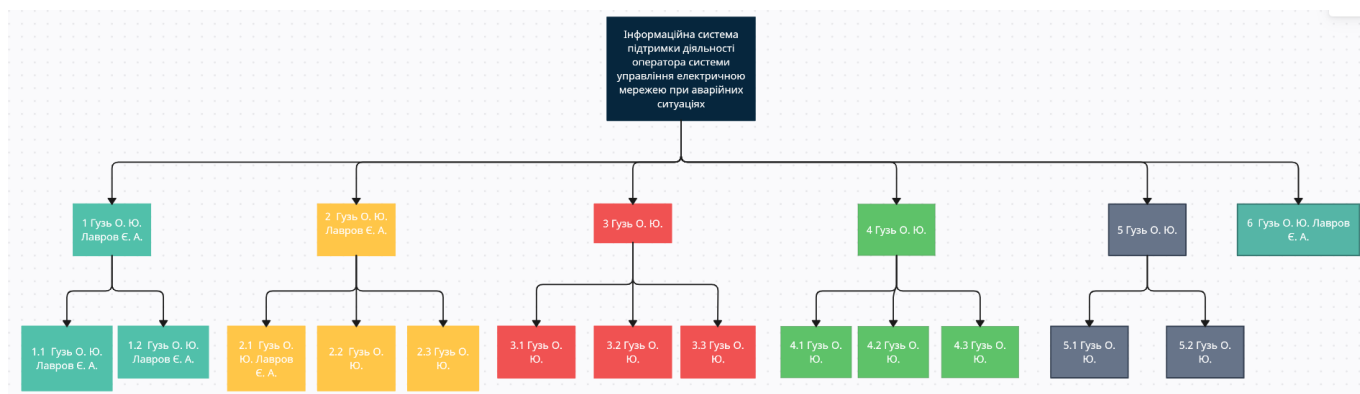 Інформаційна система
підтримки діяльності
оператора системи
управління електричною
мережею при аварійних
ситуаціях
1 Гузь О. Ю.
Лавров Є. А.
2 Гузь О. Ю.
Лавров Є. А.
3 Гузь О. Ю.
4 Гузь О. Ю.
5 Гузь О. Ю.
6 Гузь О. Ю. Лавров
Є. А.
1.1 Гузь О. Ю.
Лавров Є. А.
1.2 Гузь О. Ю.
Лавров Є. А.
2.1 Гузь О.
Ю. Лавров
Є. А.
2.2 Гузь О.
Ю.
2.3 Гузь О.
Ю.
3.1 Гузь О.
Ю.
3.2 Гузь О.
Ю.
3.3 Гузь О.
Ю.
4.1 Гузь О.
Ю.
4.2 Гузь О.
Ю.
4.3 Гузь О.
Ю.
5.1 Гузь О.
Ю.
5.2 Гузь О.
Ю.